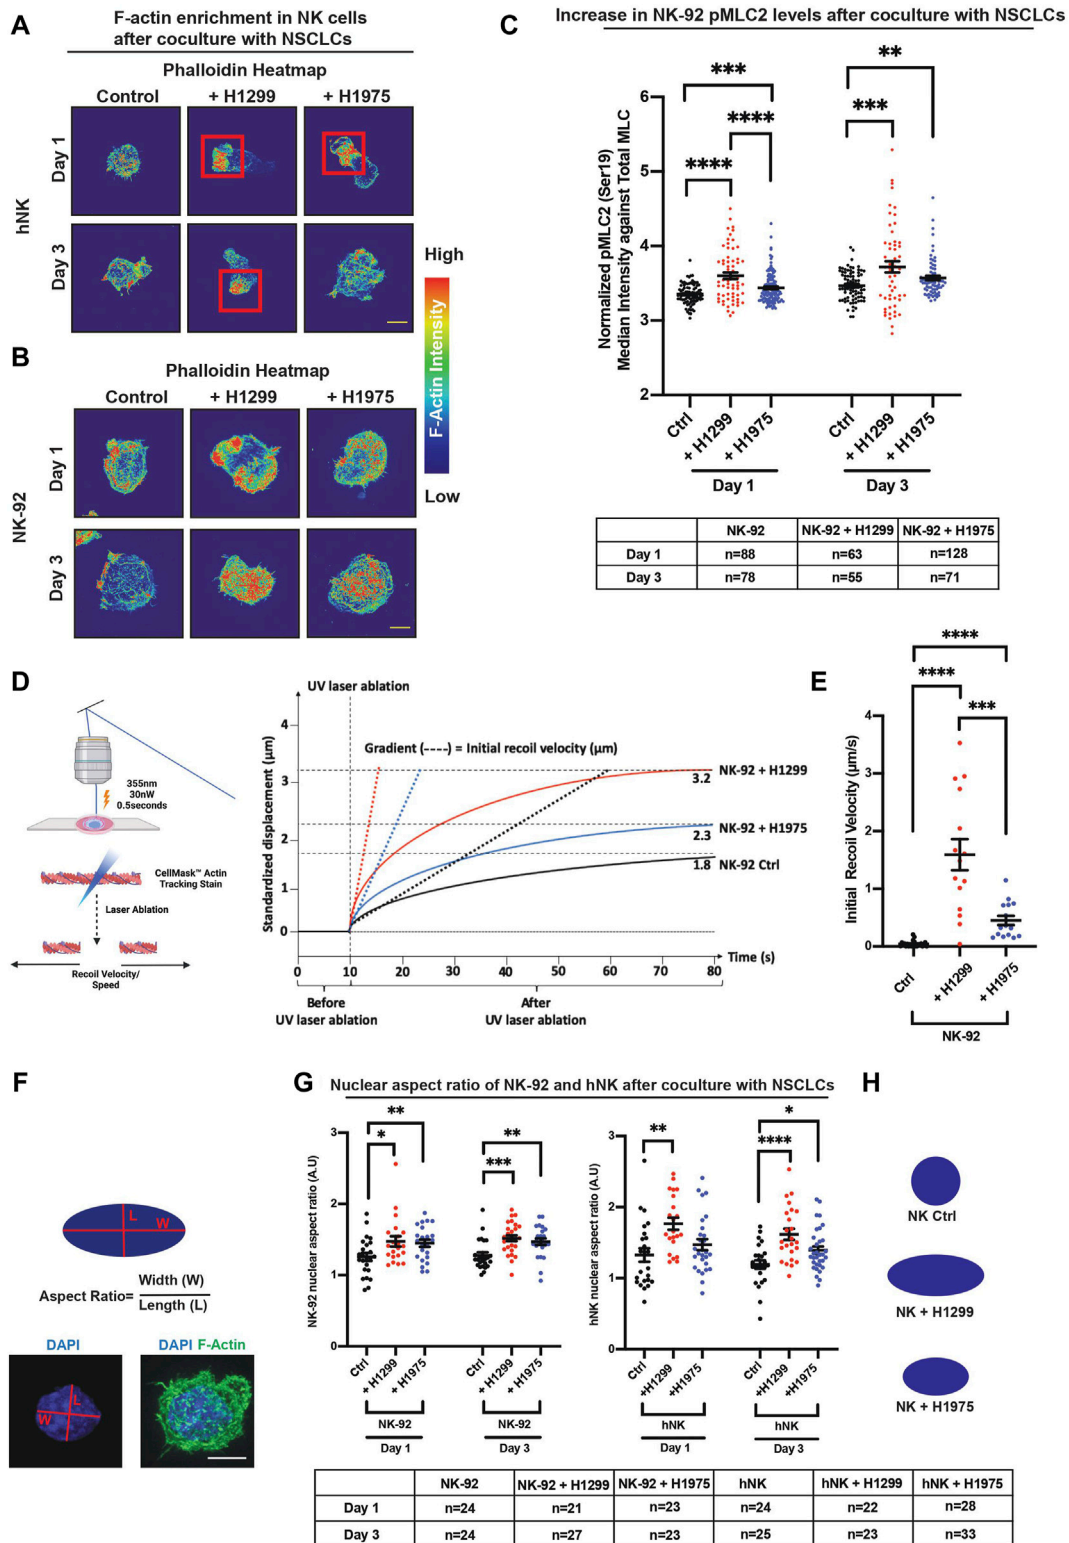 A
F-actin enrichment in NK cells
after coculture with NSCLCs
Phalloidin Heatmap
Control
+ H1299
+ H1975
hNK
Day 1
Day 3
B
Phalloidin Heatmap
Control
+ H1299
+ H1975
NK-92
Day 1
Day 3
High
F-Actin Intensity
Low
C
Increase in NK-92 pMLC2 levels after coculture with NSCLCs
Normalized pMLC2 (Ser19)
Median Intensity against Total MLC
6
5
4
3
2
***
****
****
**
***
Ctrl
+ H1299
+ H1975
Ctrl
+ H1299
+ H1975
Day 1
Day 3
NK-92 NK-92 + H1299 NK-92 + H1975
Day 1 n=88 n=63 n=128
Day 3 n=78 n=55 n=71
D
355nm
30nW
0.5seconds
CellMask™ Actin
Tracking Stain
Laser Ablation
Recoil Velocity/
Speed
UV laser ablation
Standardized displacement (μm)
4
3
2
1
0
Gradient (----) = Initial recoil velocity (μm)
NK-92 + H1299
3.2
NK-92 + H1975
2.3
NK-92 Ctrl
1.8
Time (s)
0 10 20 30 40 50 60 70 80
Before
UV laser ablation
After
UV laser ablation
E
Initial Recoil Velocity (μm/s)
4
3
2
1
0
****
****
***
Ctrl
+ H1299
+ H1975
NK-92
F
L
W
Aspect Ratio=
Width (W)
Length (L)
DAPI
DAPI F-Actin
L
W
G
Nuclear aspect ratio of NK-92 and hNK after coculture with NSCLCs
NK-92 nuclear aspect ratio (A.U)
3
2
1
0
**
*
**
***
Ctrl
+ H1299
+ H1975
Ctrl
+ H1299
+ H1975
NK-92
NK-92
Day 1
Day 3
hNK nuclear aspect ratio (A.U)
3
2
1
0
**
*
****
Ctrl
+H1299
+H1975
Ctrl
+H1299
+H1975
hNK
hNK
Day 1
Day 3
H
NK Ctrl
NK + H1299
NK + H1975
NK-92 NK-92 + H1299 NK-92 + H1975 hNK hNK + H1299 hNK + H1975
Day 1 n=24 n=21 n=23 n=24 n=22 n=28
Day 3 n=24 n=27 n=23 n=25 n=23 n=33